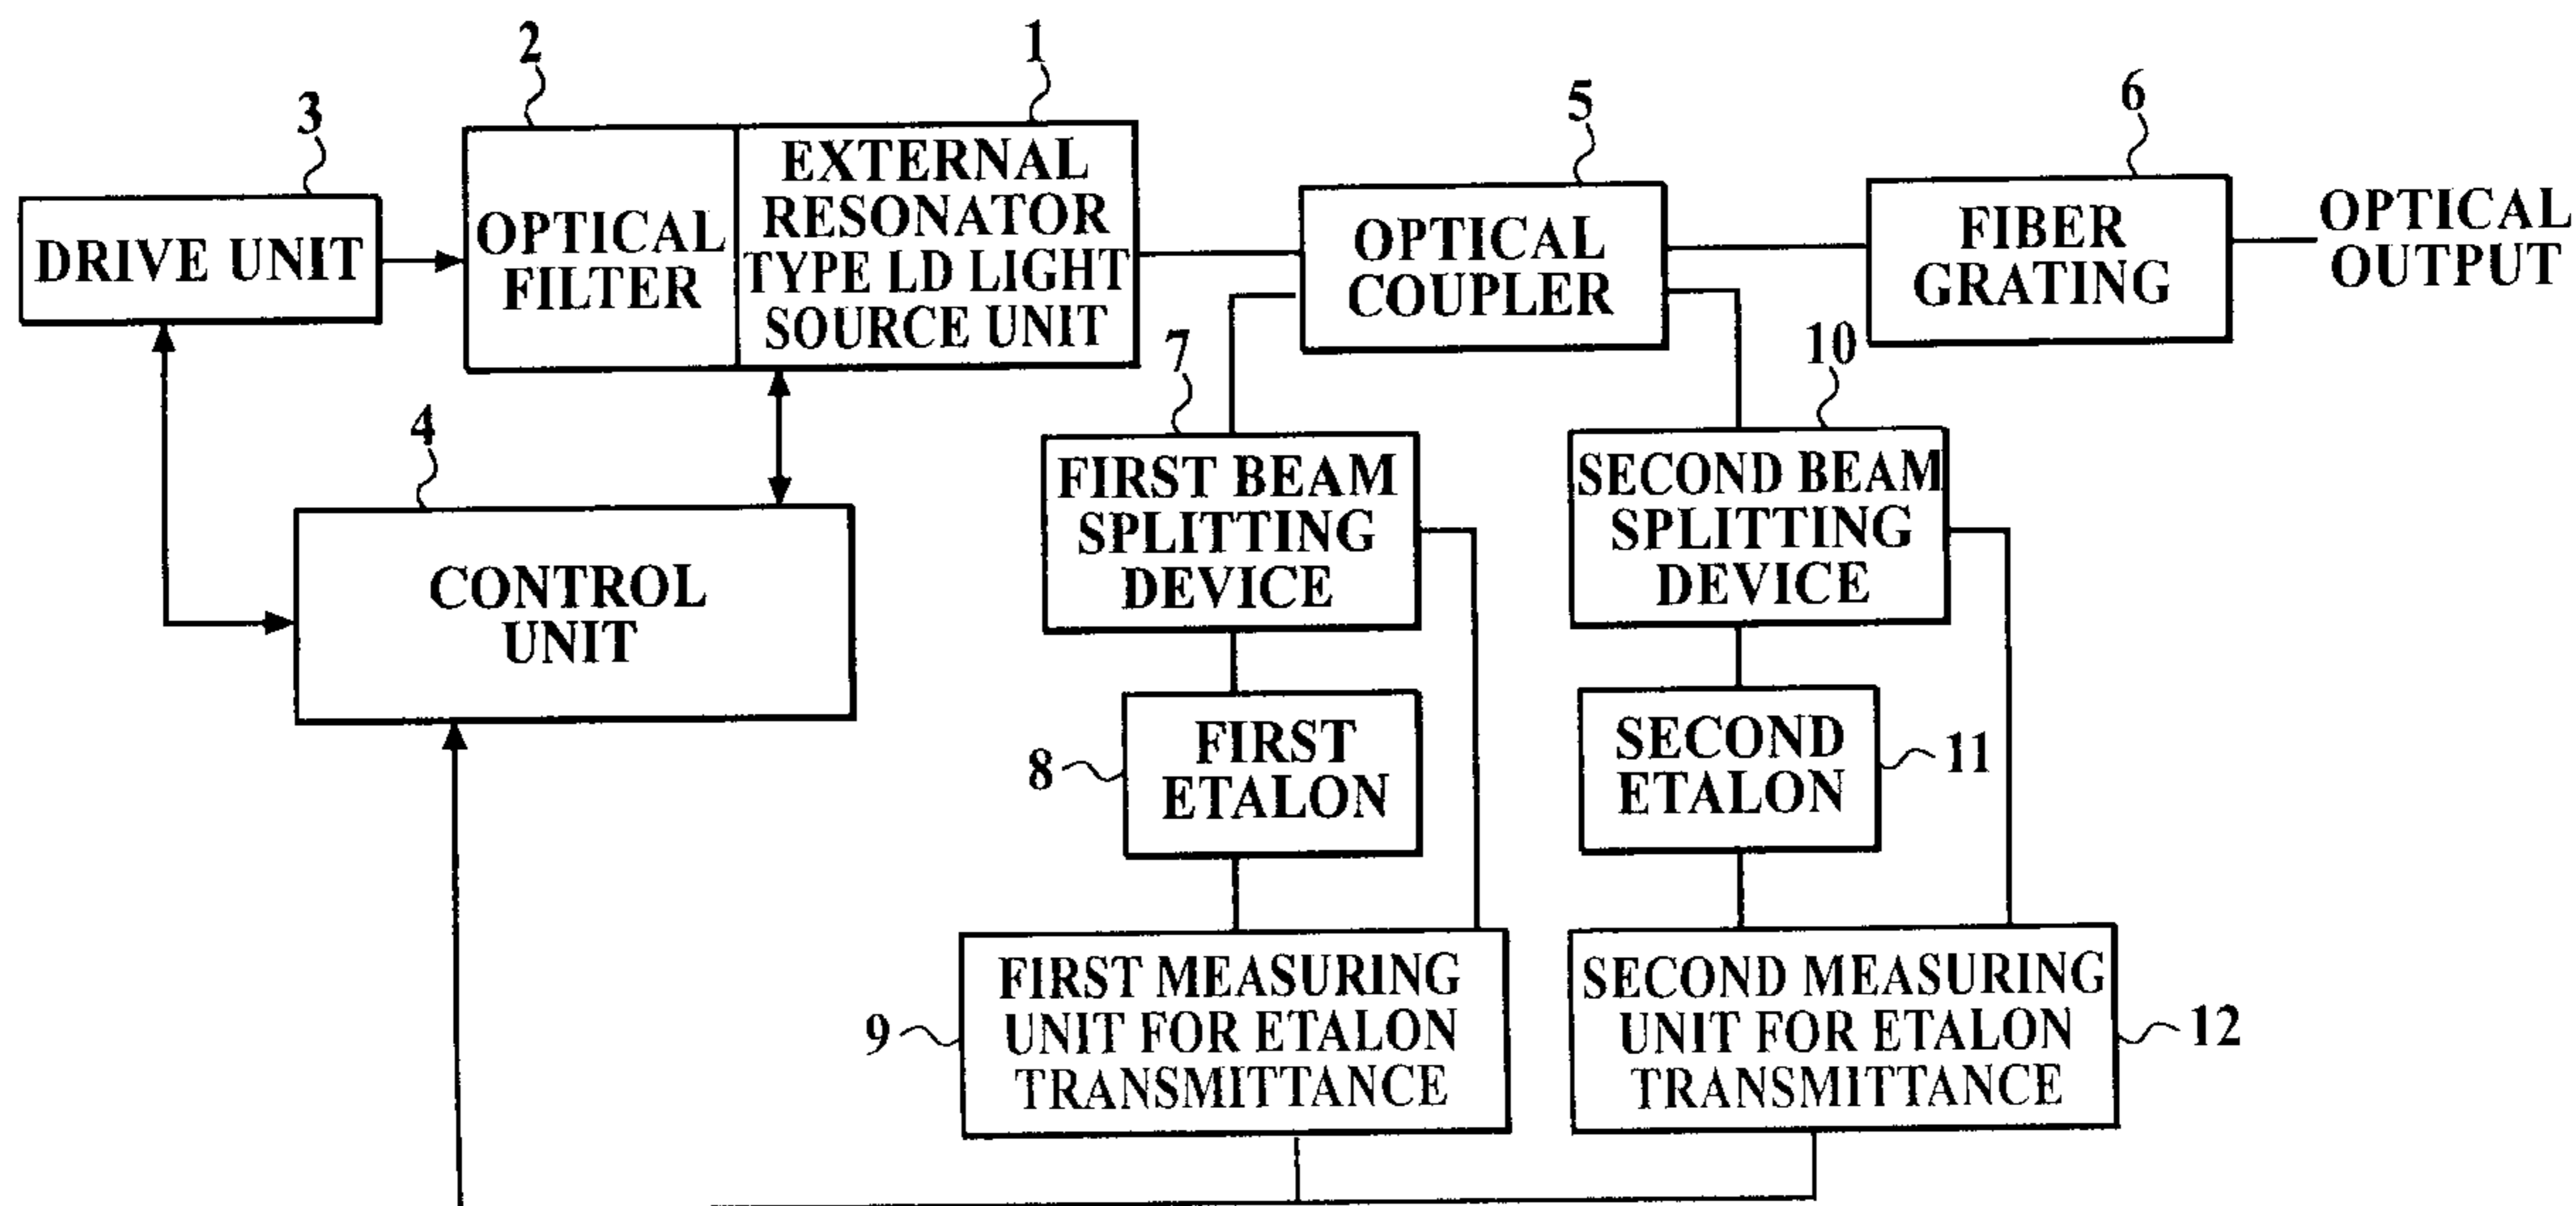 2
1
3
5
6
DRIVE UNIT
OPTICAL
FILTER
EXTERNAL
RESONATOR
TYPE LD LIGHT
SOURCE UNIT
OPTICAL
COUPLER
FIBER
GRATING
OPTICAL
OUTPUT
4
CONTROL
UNIT
7
FIRST BEAM
SPLITTING
DEVICE
10
SECOND BEAM
SPLITTING
DEVICE
8
FIRST
ETALON
SECOND
ETALON
11
9
FIRST MEASURING
UNIT FOR ETALON
TRANSMITTANCE
SECOND MEASURING
UNIT FOR ETALON
TRANSMITTANCE
12